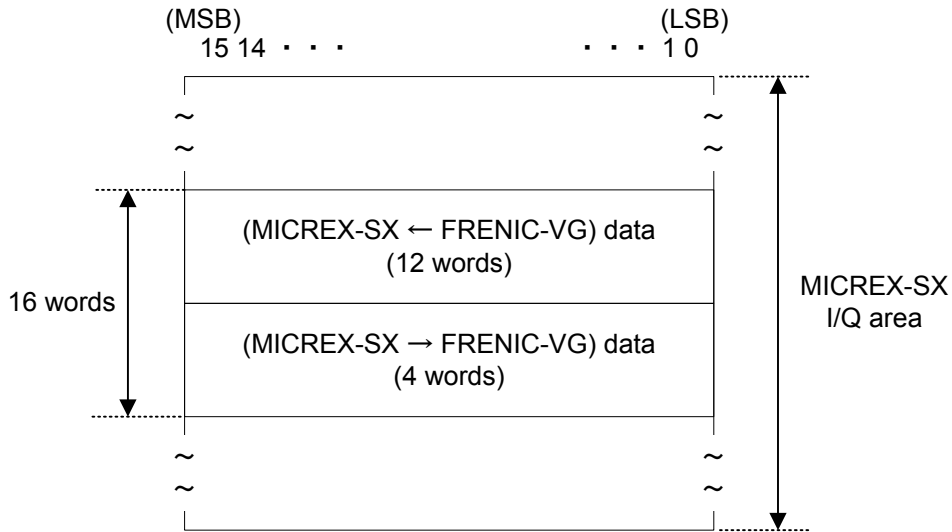 (MSB) (LSB)
15 14 · · · · · · 1 0
(MICREX-SX ← FRENIC-VG) data
(12 words)
16 words
(MICREX-SX → FRENIC-VG) data
(4 words)
MICREX-SX
I/Q area